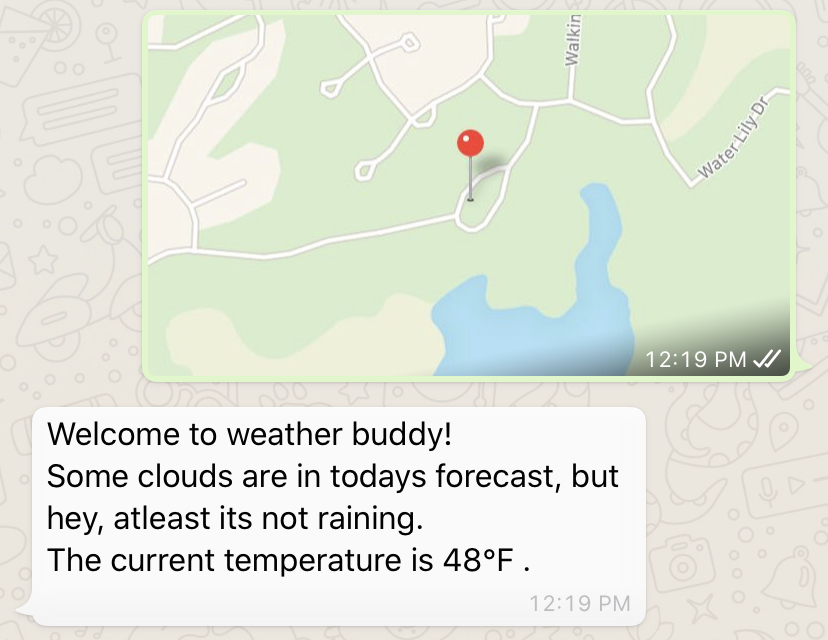 Walkin
Water Lily Dr
12:19 PM
Welcome to weather buddy!
Some clouds are in todays forecast, but
hey, atleast its not raining.
The current temperature is 48°F .
12:19 PM